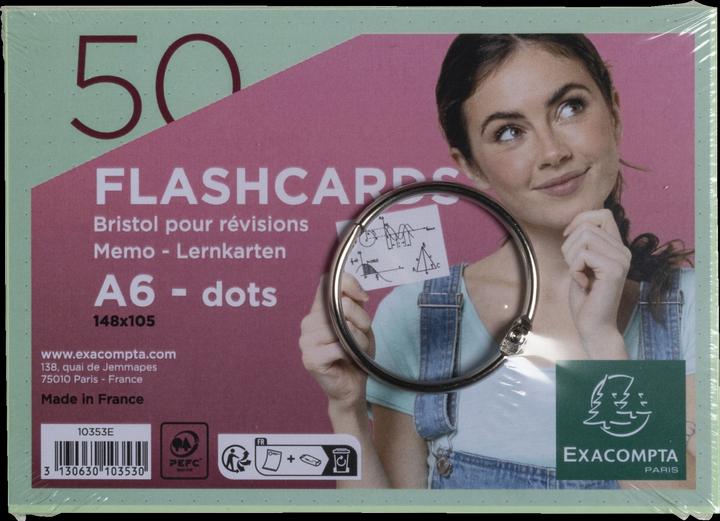 50
FLASHCARDS
Bristol pour révisions
Memo - Lernkarten
A6 - dots
148x105
www.exacompta.com
138, quai de Jemmapes
75010 Paris - France
Made in France
10353E
3 130630 103530
PEFC
FR
EXACOMPTA
PARIS